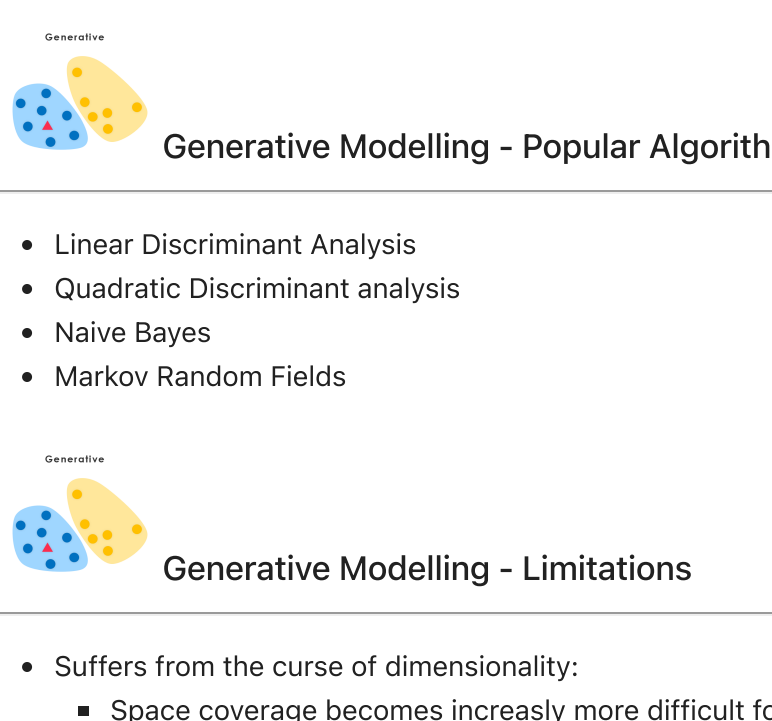 Generative
Generative Modelling - Popular Algorith
Linear Discriminant Analysis
Quadratic Discriminant analysis
Naive Bayes
Markov Random Fields
Generative
Generative Modelling - Limitations
Suffers from the curse of dimensionality:
Space coverage becomes increasly more difficult fo